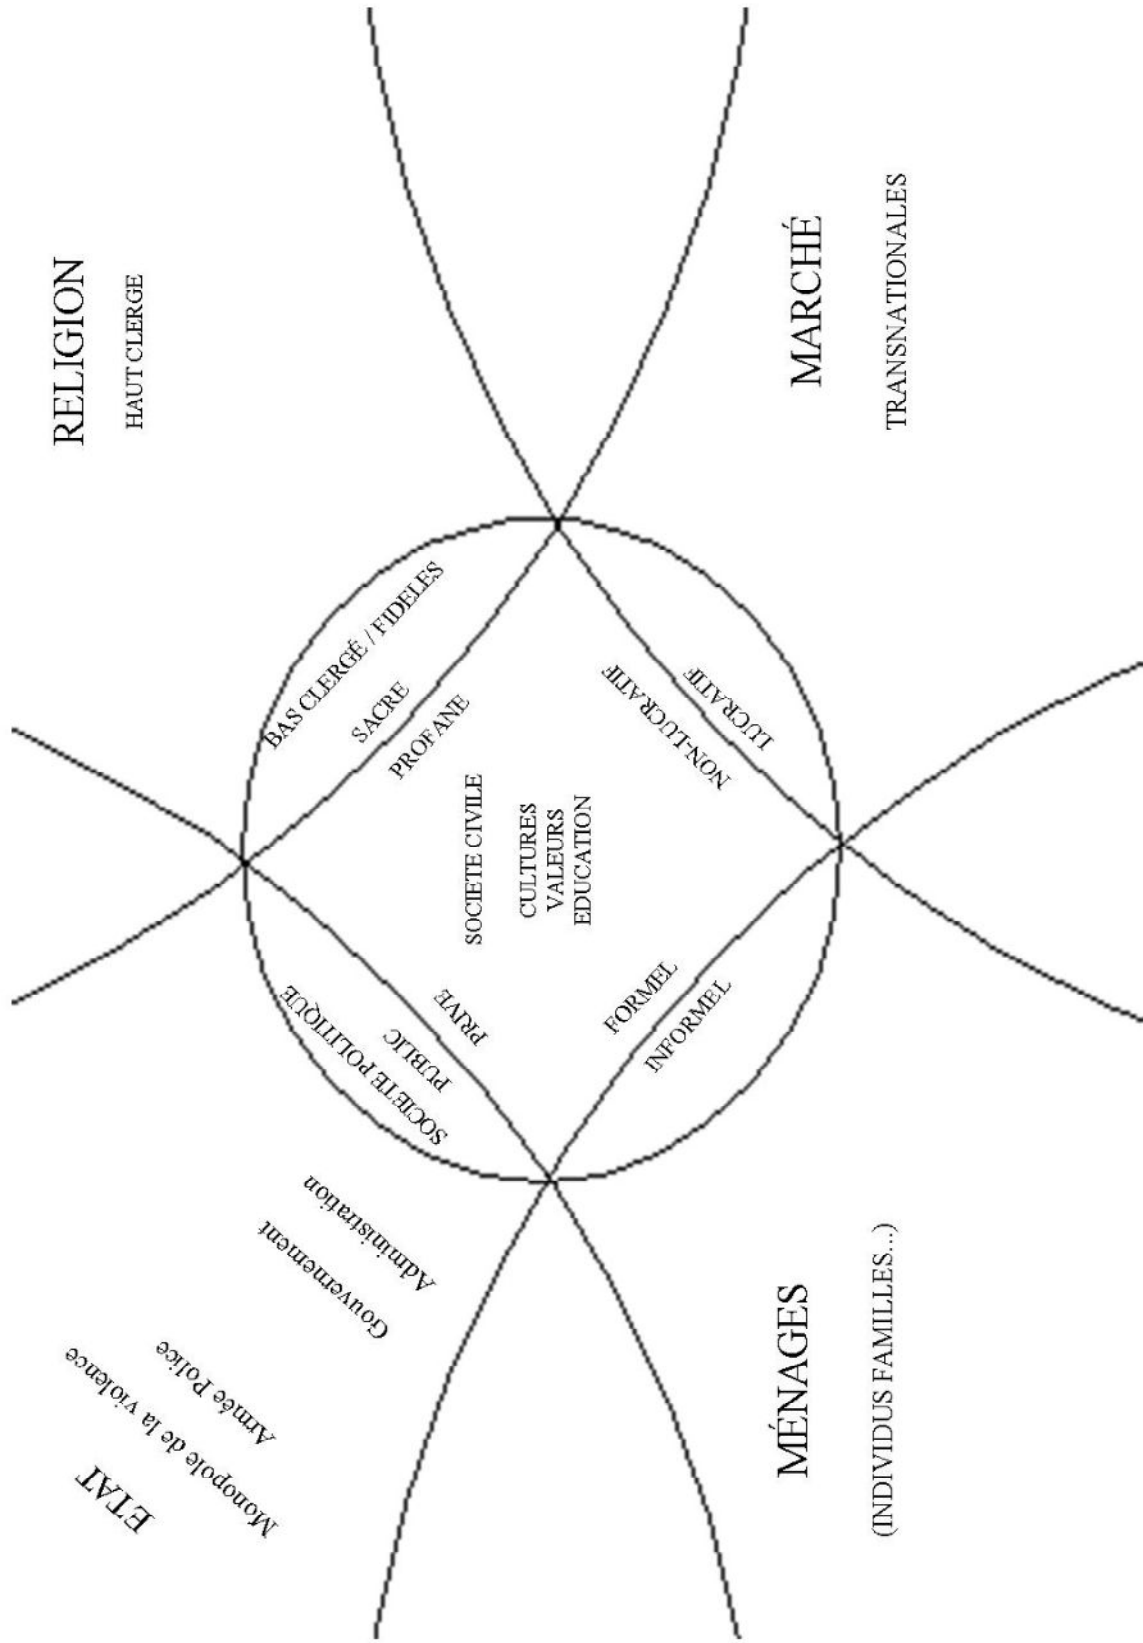 ETAT
Monopole de la violence
Armée Police
Gouvernement
Administration
SOCIETE POLITIQUE
PUBLIC
PRIVE
RELIGION
HAUT CLERGE
BAS CLERGÉ / FIDELES
SACRE
PROFANE
SOCIETE CIVILE
CULTURES
VALEURS
EDUCATION
FORMEL
INFORMEL
NON-LUCRATIF
LUCRATIF
MÉNAGES
(INDIVIDUS FAMILLES...)
MARCHÉ
TRANSNATIONALES